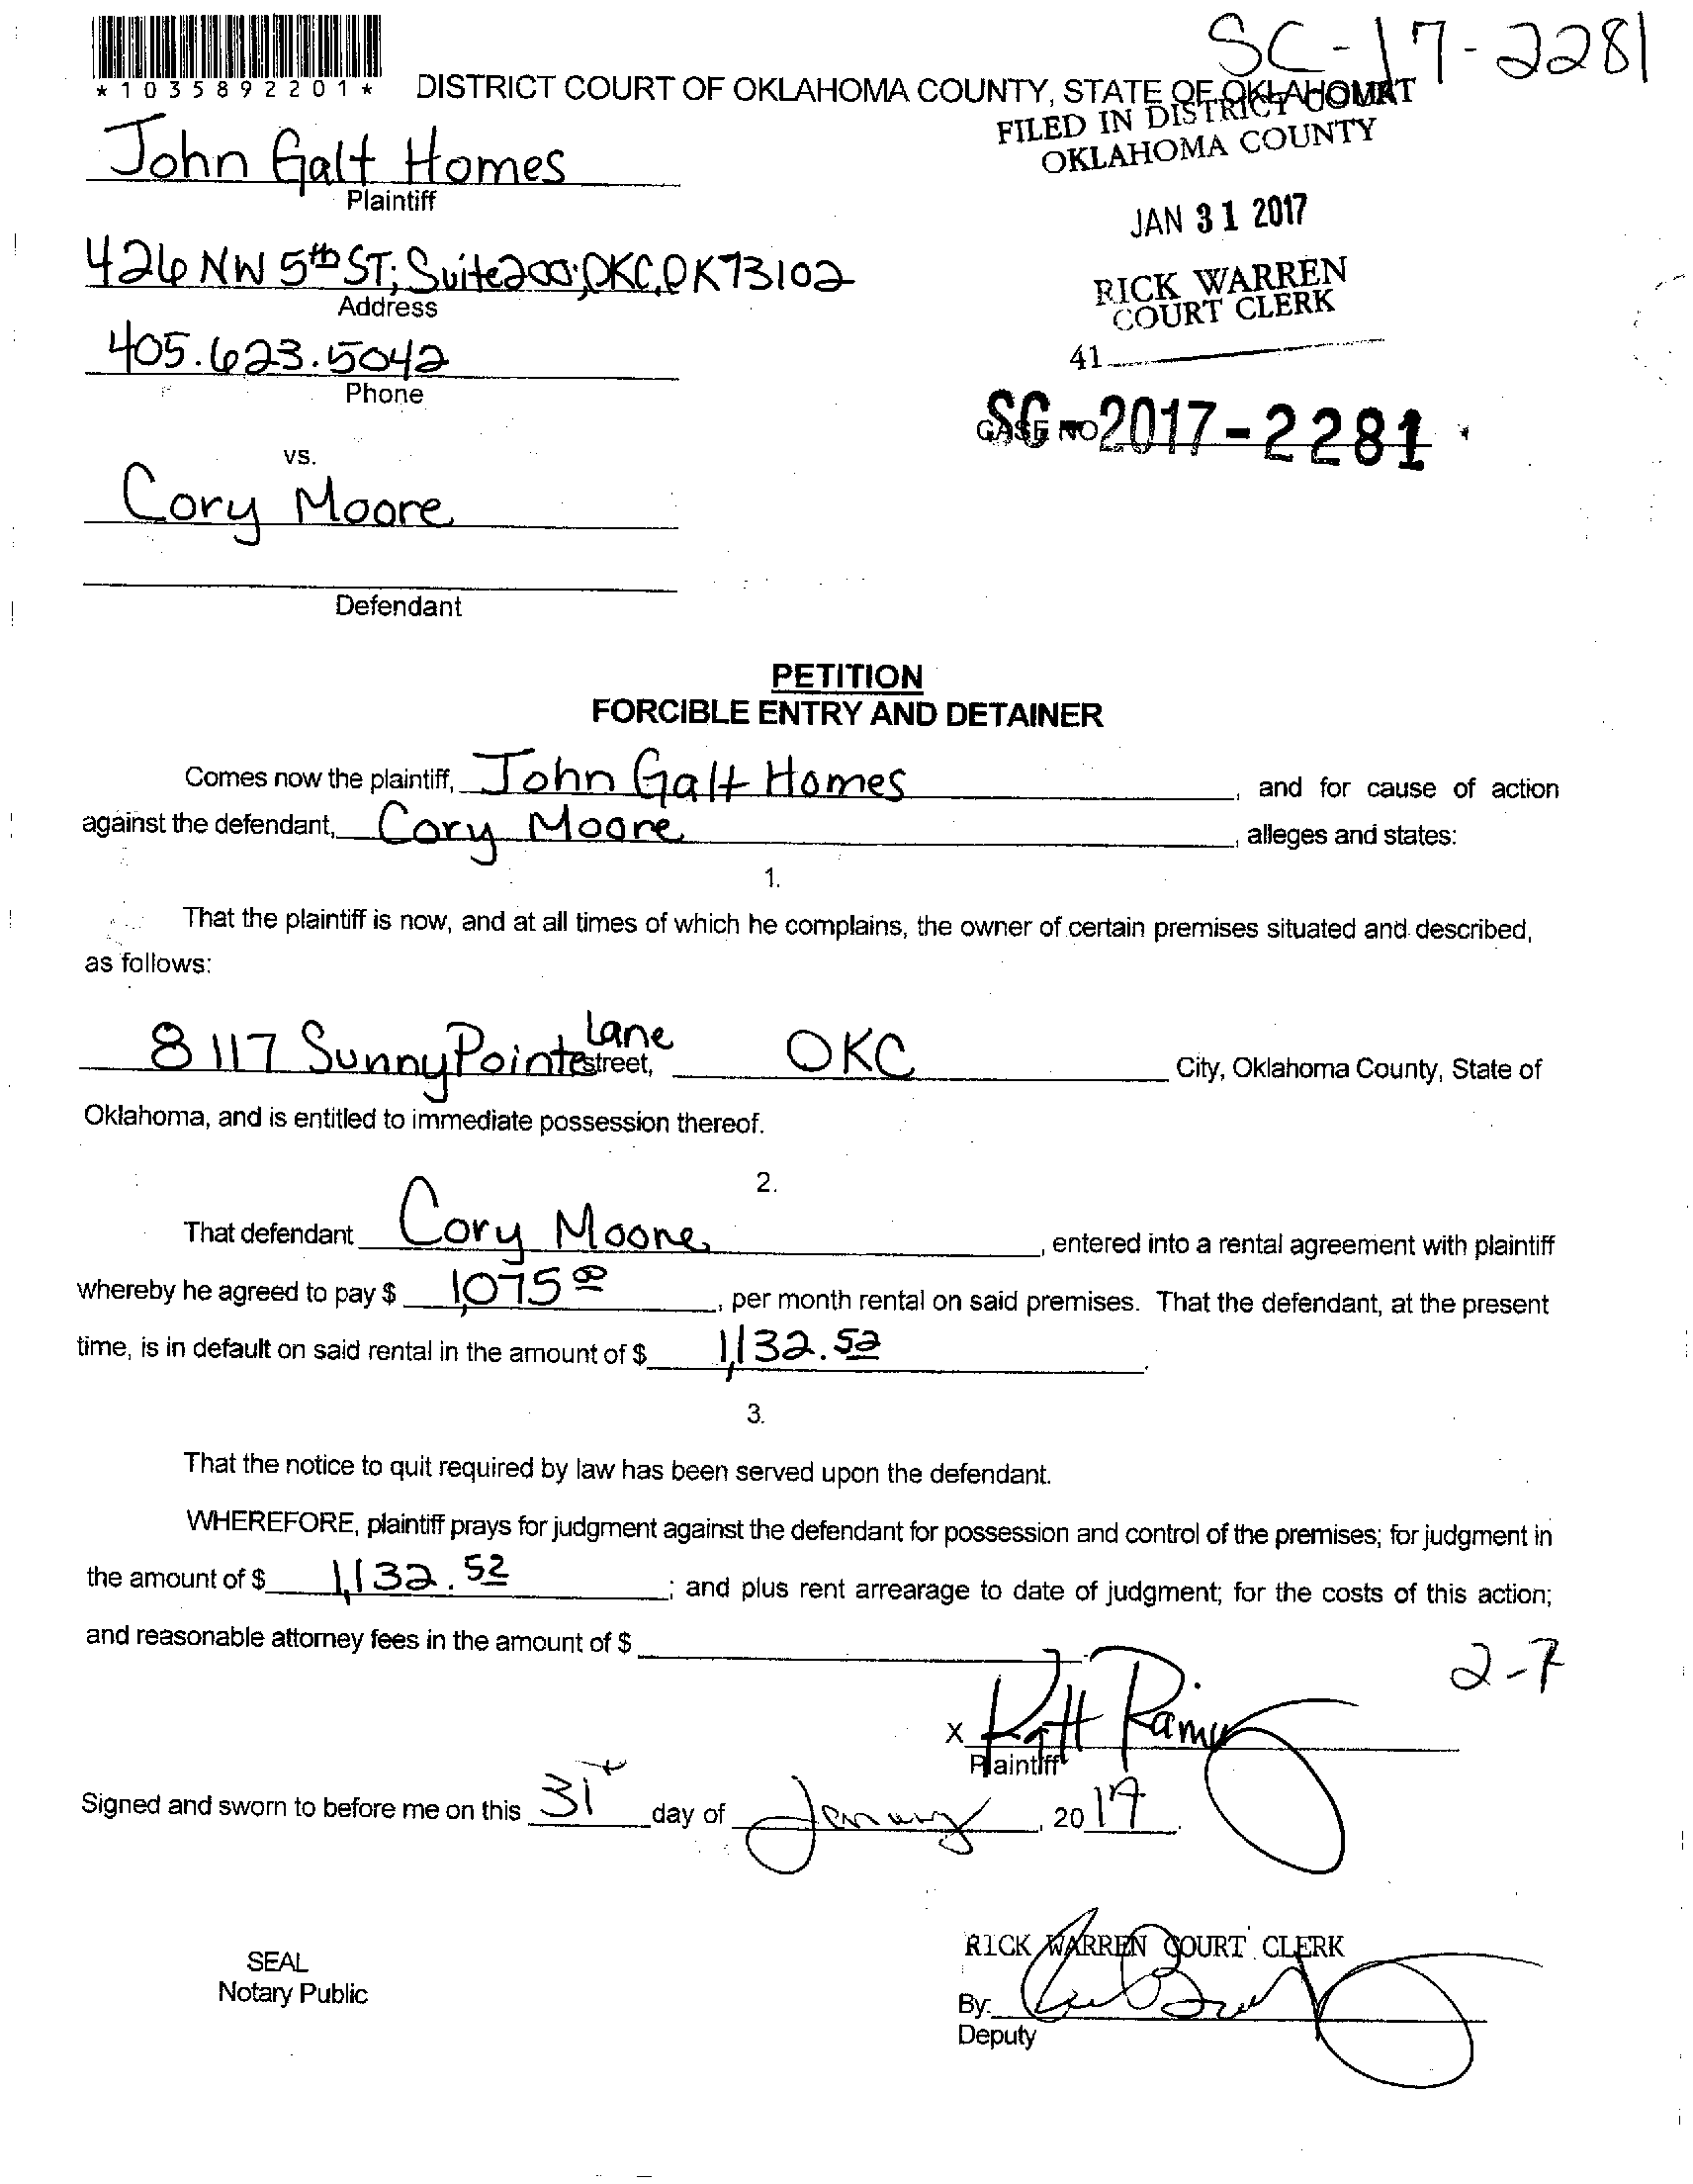 SC-17-2281
*1035892201*
DISTRICT COURT OF OKLAHOMA COUNTY, STATE OF OKLAHOMA
FILED IN DISTRICT COURT
OKLAHOMA COUNTY
John Galt Homes
Plaintiff
JAN 31 2017
426 NW 5th ST; Suite 200; OKC, OK 73102
Address
RICK WARREN
COURT CLERK
405.623.5042
Phone
41
CASE NO. SC-2017-2281
vs.
Cory Moore
Defendant
PETITION
FORCIBLE ENTRY AND DETAINER
Comes now the plaintiff, John Galt Homes, and for cause of action
against the defendant, Cory Moore, alleges and states:
1.
That the plaintiff is now, and at all times of which he complains, the owner of certain premises situated and described,
as follows:
8117 Sunny Pointe Lane street, OKC City, Oklahoma County, State of
Oklahoma, and is entitled to immediate possession thereof.
2.
That defendant Cory Moore, entered into a rental agreement with plaintiff
whereby he agreed to pay $ 1,075 00, per month rental on said premises. That the defendant, at the present
time, is in default on said rental in the amount of $ 1,132.52.
3.
That the notice to quit required by law has been served upon the defendant.
WHEREFORE, plaintiff prays for judgment against the defendant for possession and control of the premises; for judgment in
the amount of $ 1,132.52; and plus rent arrearage to date of judgment; for the costs of this action;
and reasonable attorney fees in the amount of $
2-7
X
Plaintiff
Signed and sworn to before me on this 31st day of January, 2017.
RICK WARREN COURT CLERK
SEAL
Notary Public
By:
Deputy